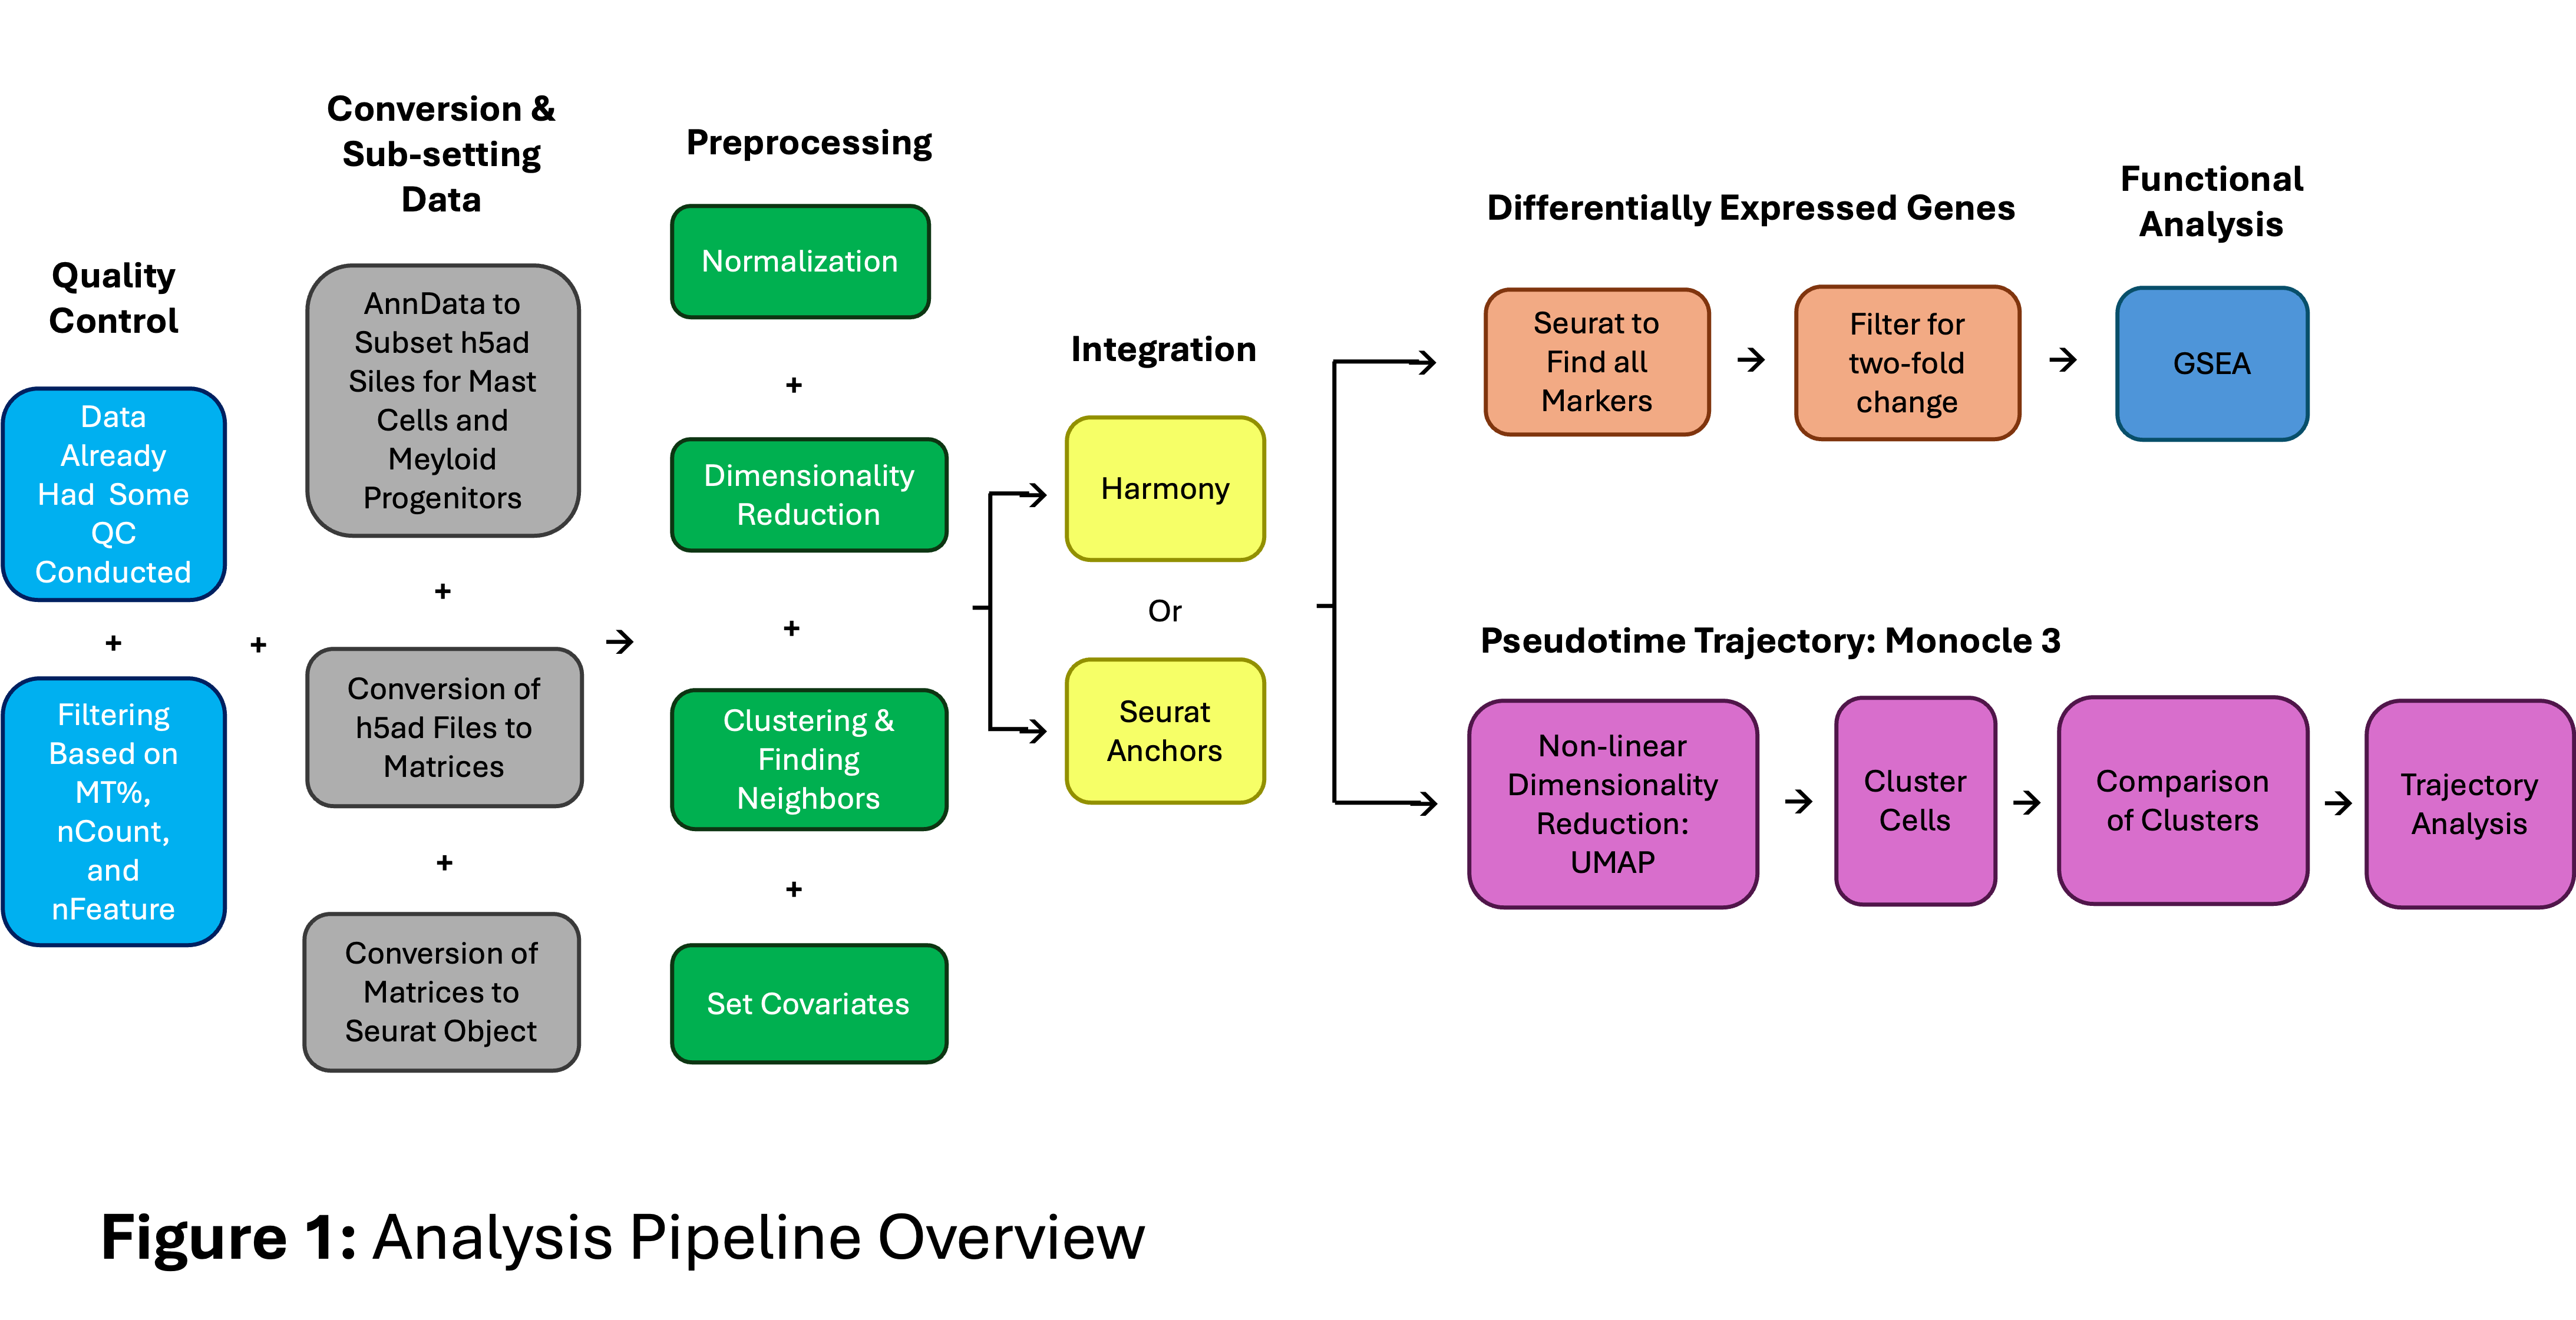 Quality
Control
Data
Already
Had  Some
QC
Conducted
+
Filtering
Based on
MT%,
nCount,
and
nFeature
+
Conversion &
Sub-setting
Data
AnnData to
Subset h5ad
Siles for Mast
Cells and
Meyloid
Progenitors
+
Conversion of
h5ad Files to
Matrices
+
Conversion of
Matrices to
Seurat Object
→
Preprocessing
Normalization
+
Dimensionality
Reduction
+
Clustering &
Finding
Neighbors
+
Set Covariates
Integration
Harmony
Or
Seurat
Anchors
Differentially Expressed Genes
Seurat to
Find all
Markers
→
Filter for
two-fold
change
→
Functional
Analysis
GSEA
Pseudotime Trajectory: Monocle 3
Non-linear
Dimensionality
Reduction:
UMAP
→
Cluster
Cells
→
Comparison
of Clusters
→
Trajectory
Analysis
Figure 1: Analysis Pipeline Overview